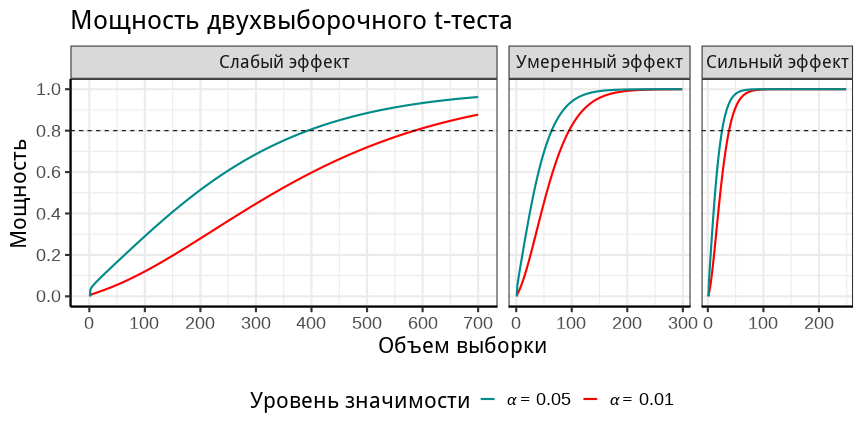 Мощность двухвыборочного t-теста
Слабый эффект Умеренный эффект Сильный эффект
Мощность
1.0
0.8
0.6
0.4
0.2
0.0
0 100 200 300 400 500 600 700 0 100 200 300 0 100 200
Объем выборки
Уровень значимости α = 0.05 α = 0.01